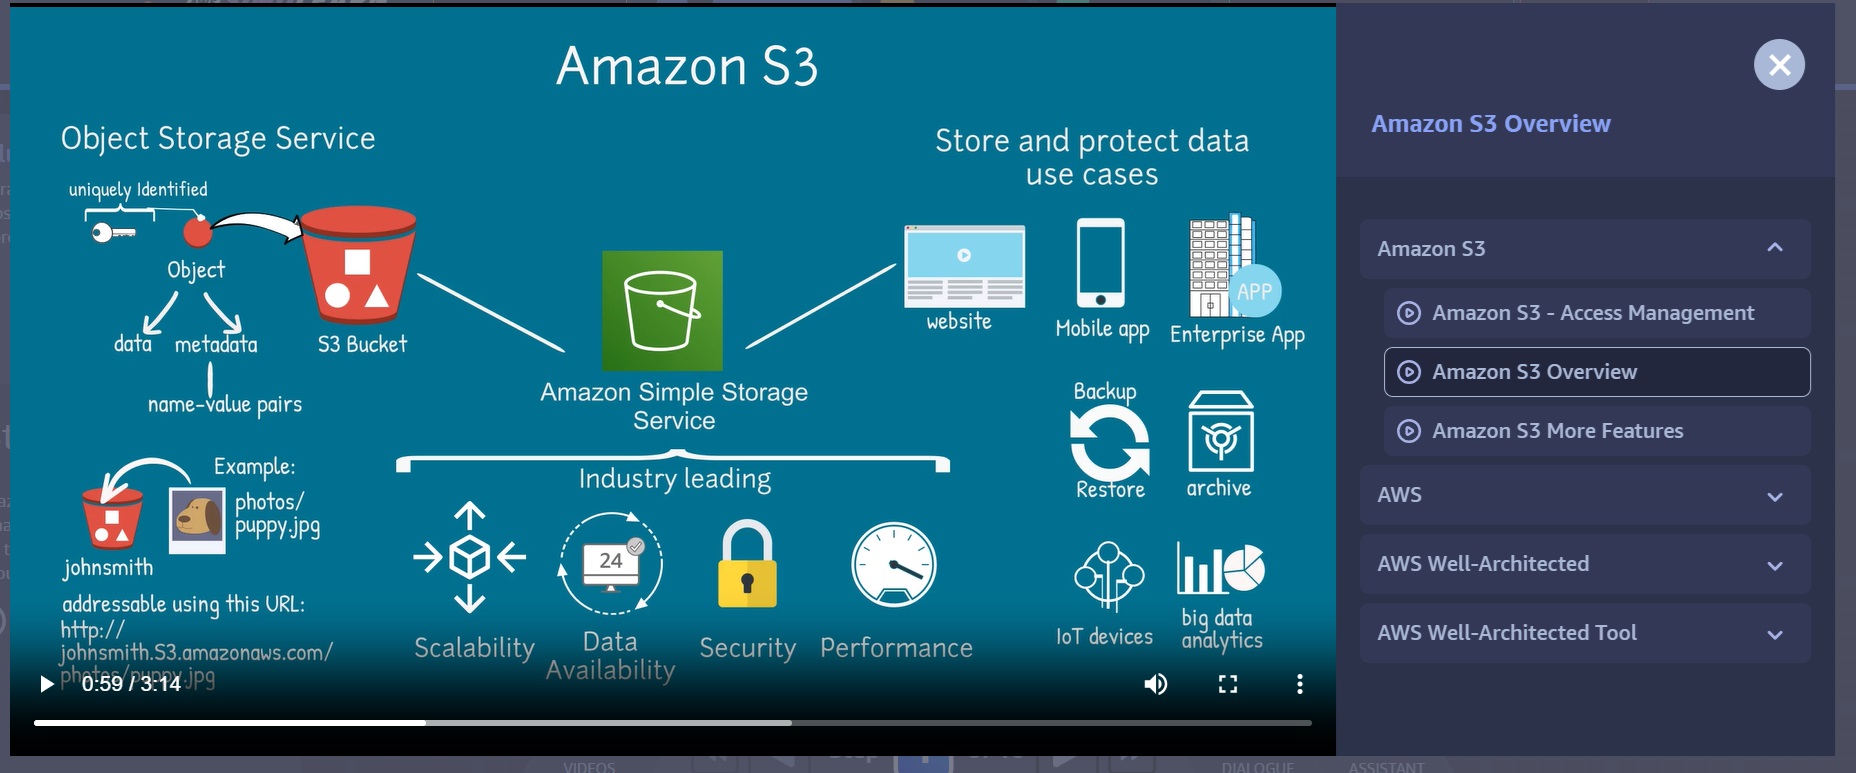 Amazon S3
Object Storage Service
uniquely Identified
Object
data
metadata
name-value pairs
S3 Bucket
Example:
photos/
puppy.jpg
johnsmith
addressable using this URL:
http://
johnsmith.S3.amazonaws.com/
photos/puppy.jpg
Amazon Simple Storage
Service
Industry leading
24
Scalability
Data
Availability
Security
Performance
Store and protect data
use cases
website
Mobile app
APP
Enterprise App
Backup
Restore
archive
IoT devices
big data
analytics
0:59 / 3:14
Amazon S3 Overview
Amazon S3
Amazon S3 - Access Management
Amazon S3 Overview
Amazon S3 More Features
AWS
AWS Well-Architected
AWS Well-Architected Tool
VIDEOS
DIALOGUE
ASSISTANT